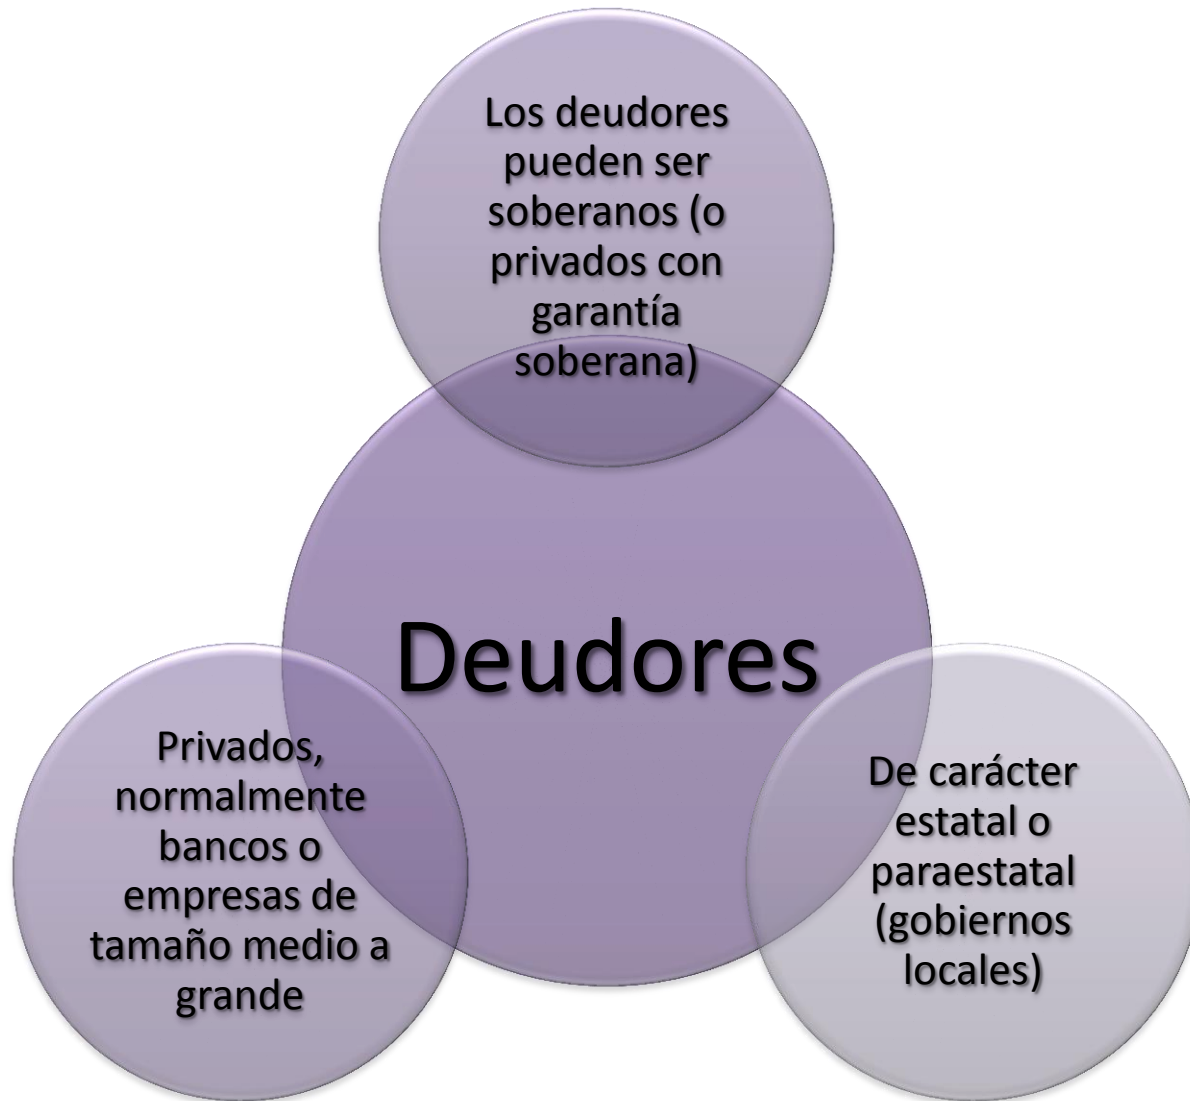 Los deudores
pueden ser
soberanos (o
privados con
garantía
soberana)
Deudores
Privados,
normalmente
bancos o
empresas de
tamaño medio a
grande
De carácter
estatal o
paraestatal
(gobiernos
locales)